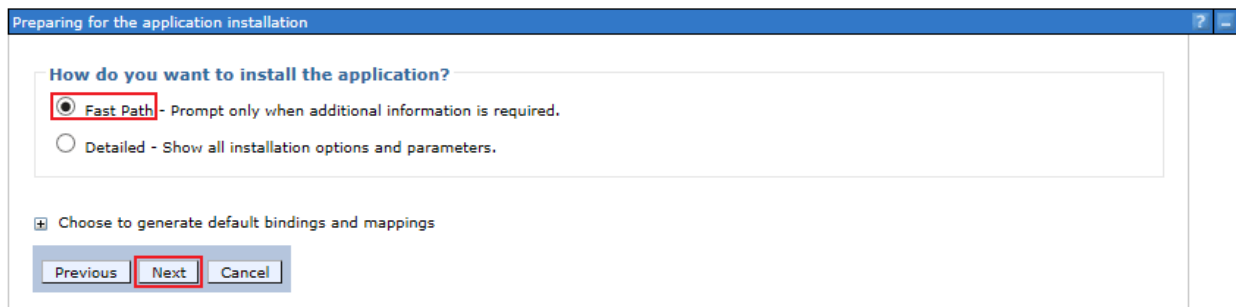 Preparing for the application installation ? –
How do you want to install the application?
Fast Path - Prompt only when additional information is required.
Detailed - Show all installation options and parameters.
Choose to generate default bindings and mappings
Previous Next Cancel